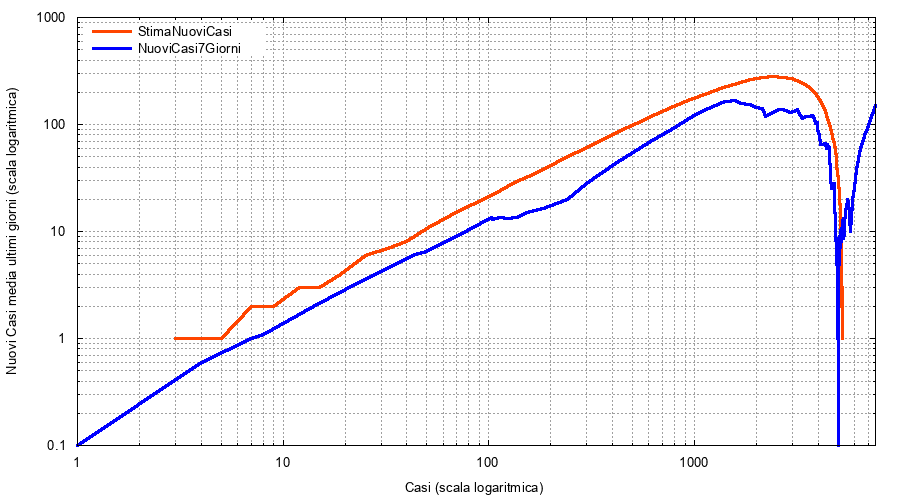 1000
StimaNuoviCasi
NuoviCasi7Giorni
100
10
1
0.1
1 10 100 1000
Nuovi Casi media ultimi giorni (scala logaritmica)
Casi (scala logaritmica)